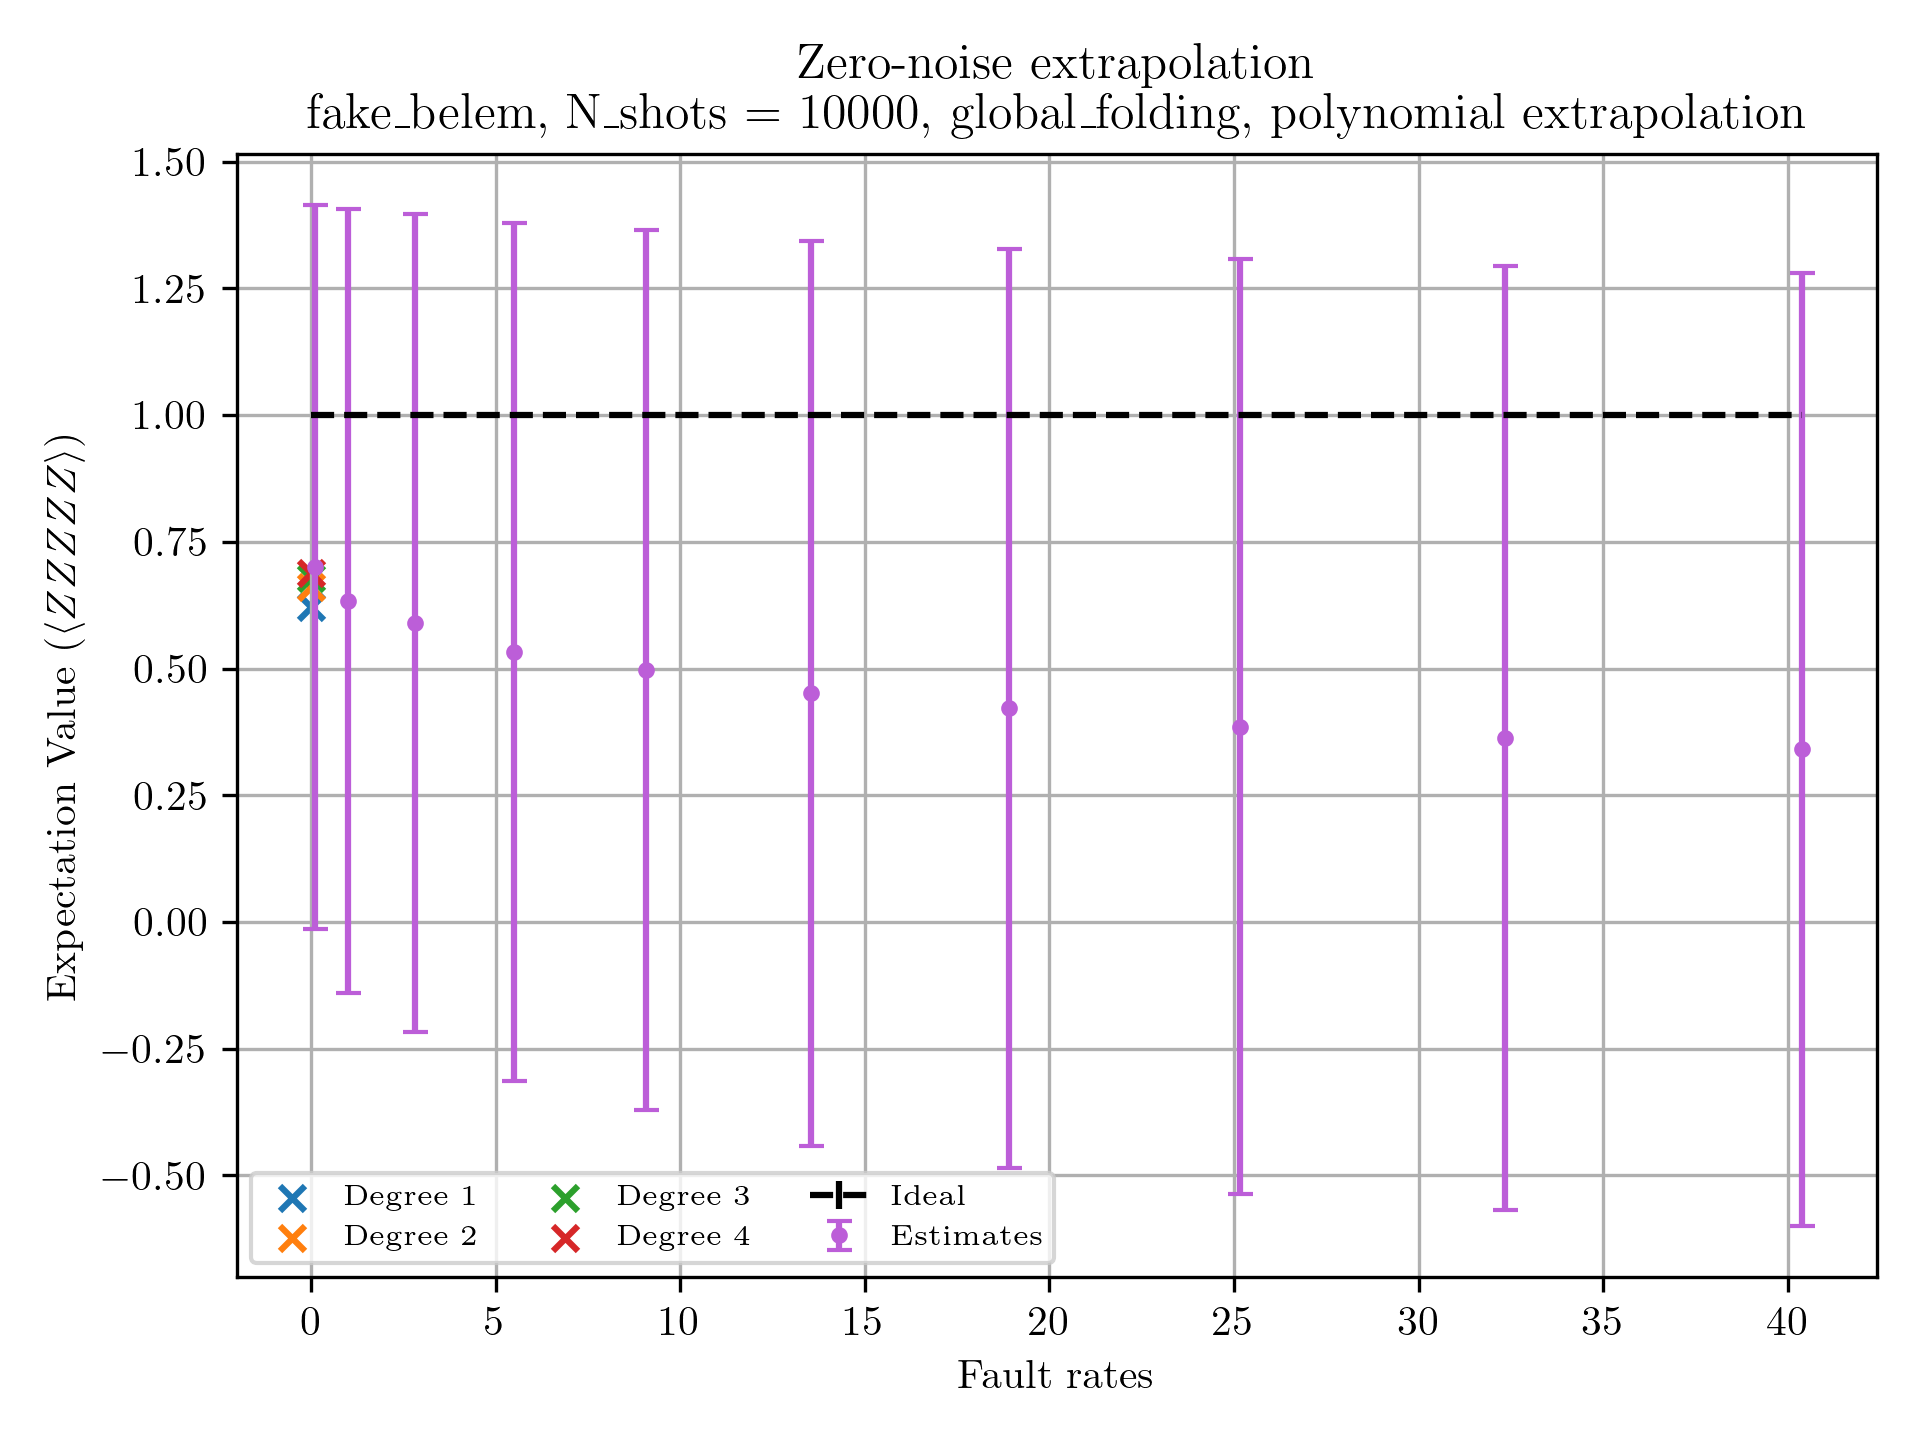 Zero-noise extrapolation
fake_belem, N_shots = 10000, global_folding, polynomial extrapolation
Expectation Value (⟨ZZZZZ⟩)
1.50
1.25
1.00
0.75
0.50
0.25
0.00
−0.25
−0.50
Degree 1
Degree 2
Degree 3
Degree 4
Ideal
Estimates
0 5 10 15 20 25 30 35 40
Fault rates